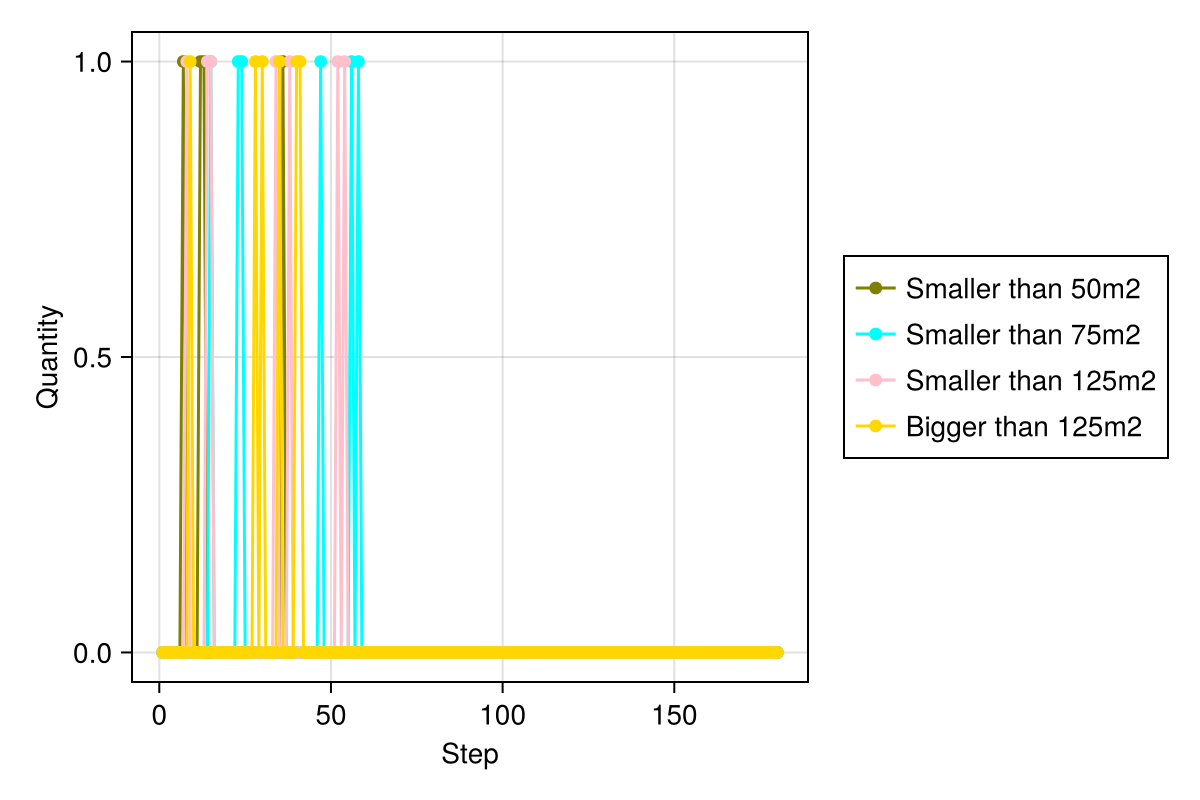 1.0
0.5
0.0
Quantity
0
50
100
150
Step
Smaller than 50m2
Smaller than 75m2
Smaller than 125m2
Bigger than 125m2